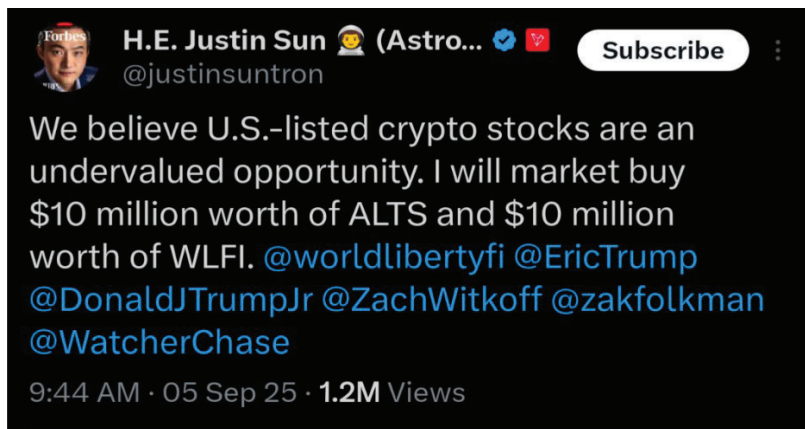 Forbes
H.E. Justin Sun 👨‍🚀 (Astro...
Subscribe
@justinsuntron
We believe U.S.-listed crypto stocks are an
undervalued opportunity. I will market buy
$10 million worth of ALTS and $10 million
worth of WLFI. @worldlibertyfi @EricTrump
@DonaldJTrumpJr @ZachWitkoff @zakfolkman
@WatcherChase
9:44 AM · 05 Sep 25 · 1.2M Views